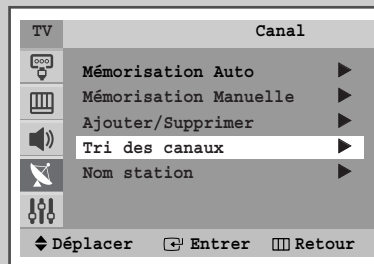 TV Canal
Mémorisation Auto
Mémorisation Manuelle
Ajouter/Supprimer
Tri des canaux
Nom station
Déplacer Entrer Retour